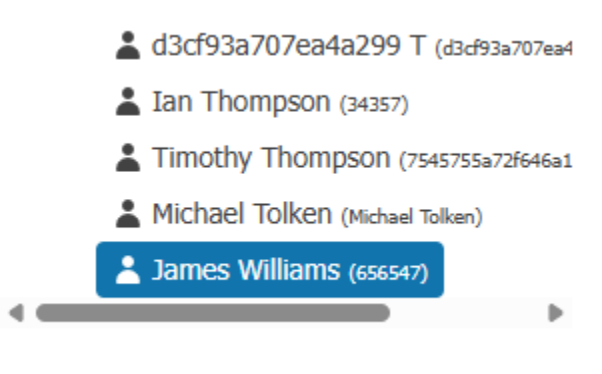 d3cf93a707ea4a299 T (d3cf93a707ea4
Ian Thompson (34357)
Timothy Thompson (7545755a72f646a1
Michael Tolken (Michael Tolken)
James Williams (656547)